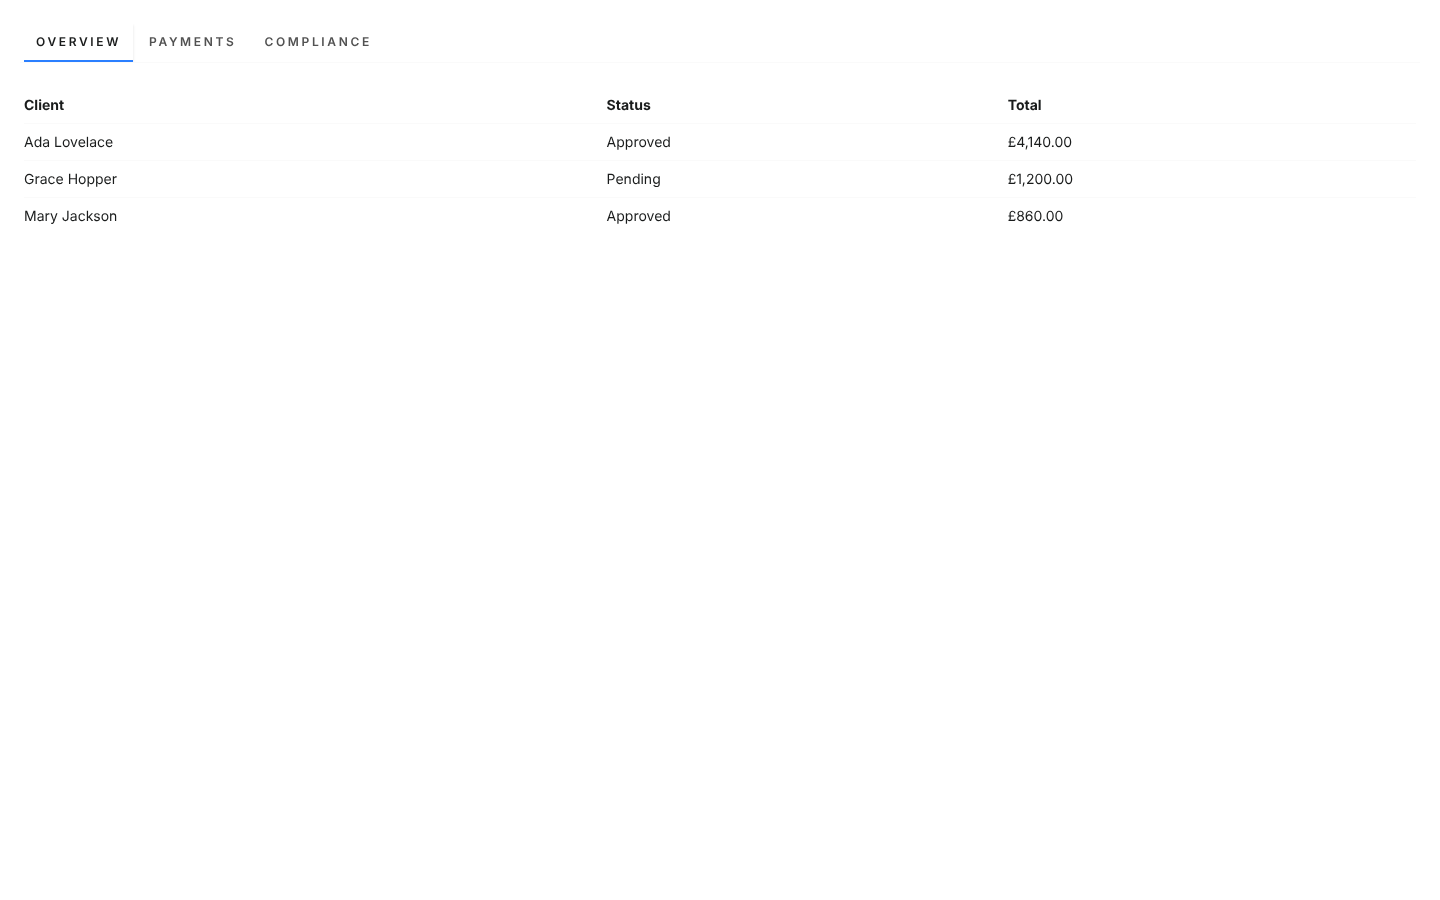 OVERVIEW PAYMENTS COMPLIANCE
Client Status Total
Ada Lovelace Approved £4,140.00
Grace Hopper Pending £1,200.00
Mary Jackson Approved £860.00